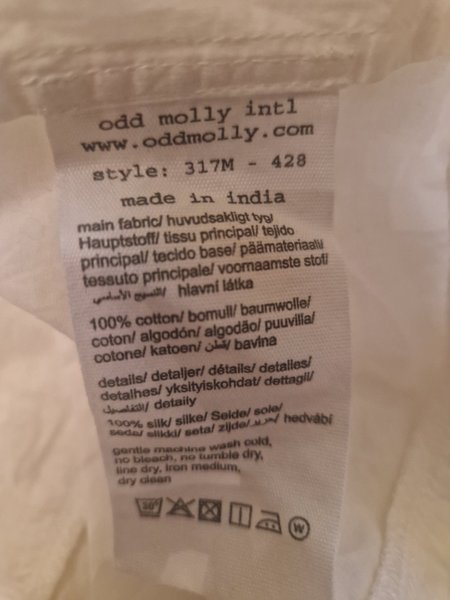 odd molly intl
www.oddmolly.com
style: 317M - 428
made in india
main fabric/ huvudsakligt tyg/
Hauptstoff/ tissu principal/ tejido
principal/ tecido base/ päämateriaali/
tessuto principale/ voornaamste stof/
النسيج الأساسي/ hlavní látka
100% cotton/ bomull/ baumwolle/
coton/ algodón/ algodão/ puuvilla/
cotone/ katoen/ قطن/ bavlna
details/ detaljer/ détails/ detalles/
detalhes/ yksityiskohdat/ dettagli/
التفاصيل/ detaily
100% silk/ silke/ Seide/ soie/
seda/ silkki/ seta/ zijde/ حرير/ hedvábí
gentle machine wash cold,
no bleach, no tumble dry,
line dry, iron medium,
dry clean
30° W